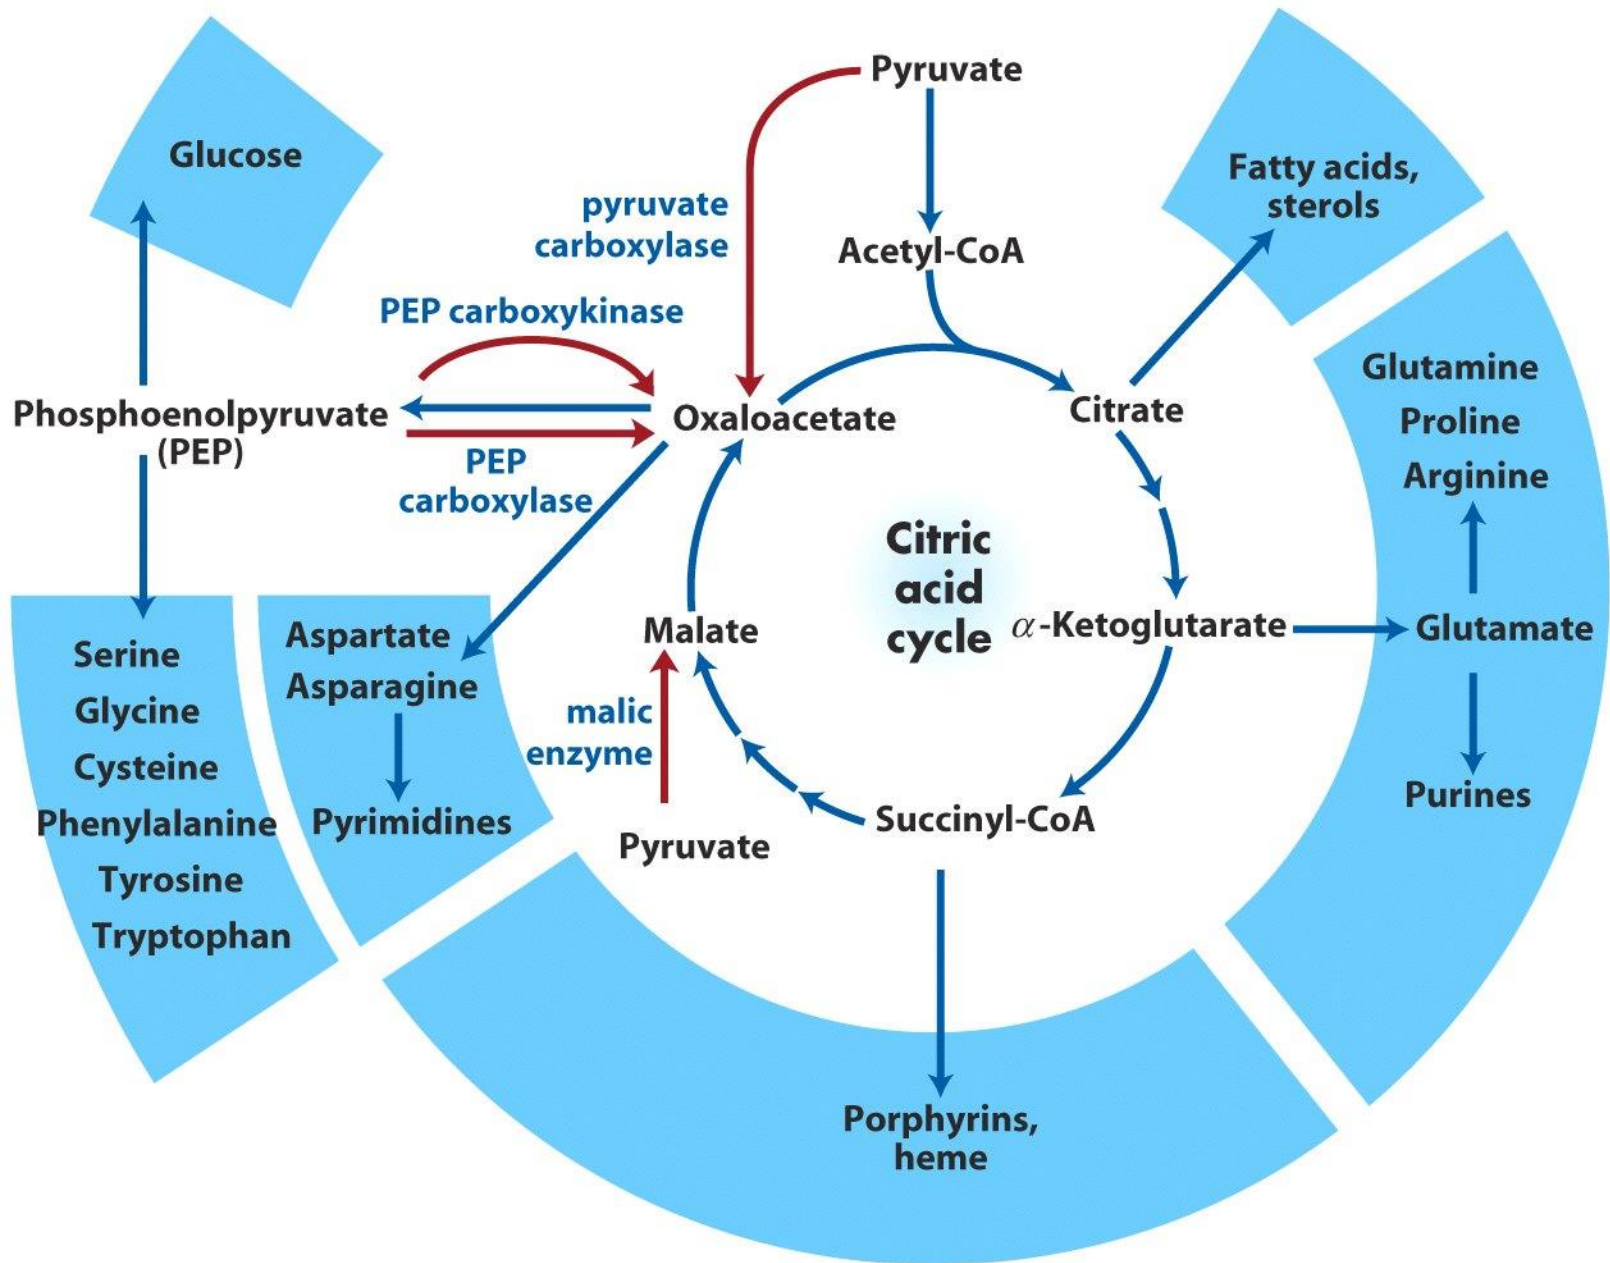 Pyruvate
Glucose
Fatty acids,
sterols
pyruvate
carboxylase
Acetyl-CoA
PEP carboxykinase
Phosphoenolpyruvate
(PEP)
Oxaloacetate
Citrate
PEP
carboxylase
Glutamine
Proline
Arginine
Citric
acid
cycle
Malate
α-Ketoglutarate
Glutamate
Purines
Serine
Glycine
Cysteine
Phenylalanine
Tyrosine
Tryptophan
Aspartate
Asparagine
Pyrimidines
malic
enzyme
Pyruvate
Succinyl-CoA
Porphyrins,
heme